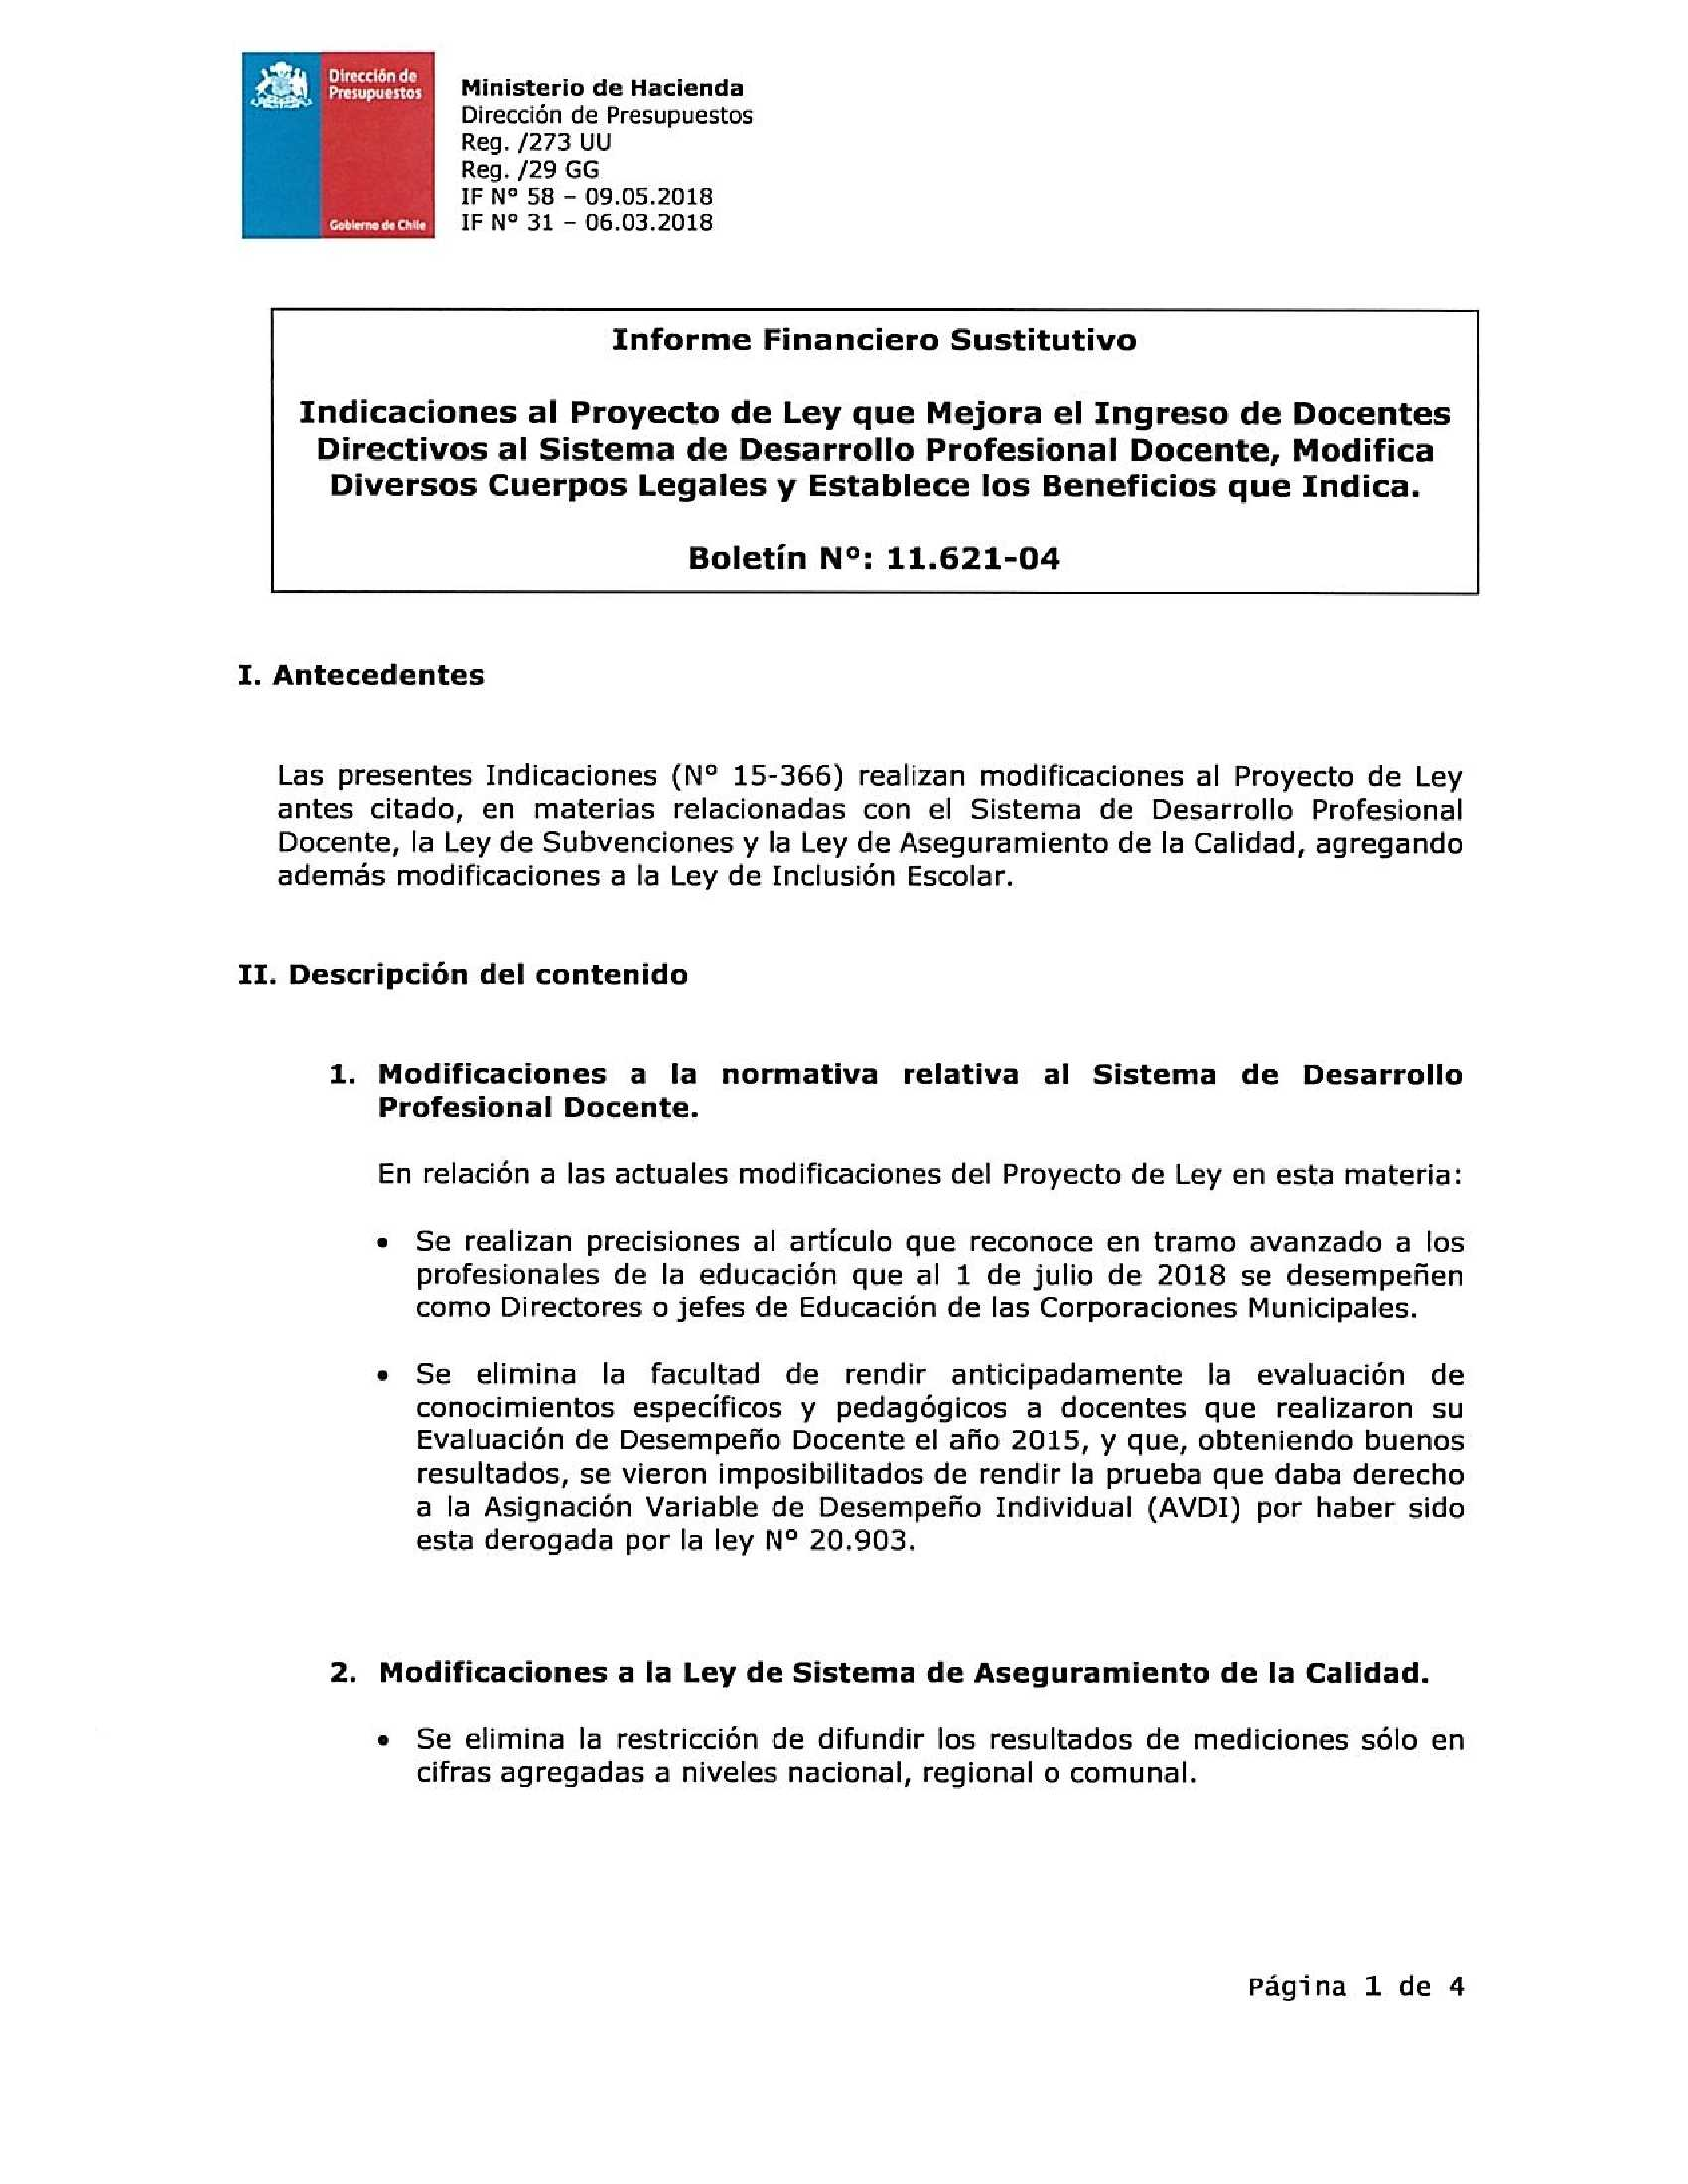 Dirección de
Presupuestos
Gobierno de Chile
Ministerio de Hacienda
Dirección de Presupuestos
Reg. /273 UU
Reg. /29 GG
IF Nº 58 – 09.05.2018
IF Nº 31 – 06.03.2018
Informe Financiero Sustitutivo
Indicaciones al Proyecto de Ley que Mejora el Ingreso de Docentes
Directivos al Sistema de Desarrollo Profesional Docente, Modifica
Diversos Cuerpos Legales y Establece los Beneficios que Indica.
Boletín Nº: 11.621-04
I. Antecedentes
Las presentes Indicaciones (Nº 15-366) realizan modificaciones al Proyecto de Ley
antes citado, en materias relacionadas con el Sistema de Desarrollo Profesional
Docente, la Ley de Subvenciones y la Ley de Aseguramiento de la Calidad, agregando
además modificaciones a la Ley de Inclusión Escolar.
II. Descripción del contenido
1. Modificaciones a la normativa relativa al Sistema de Desarrollo
Profesional Docente.
En relación a las actuales modificaciones del Proyecto de Ley en esta materia:
• Se realizan precisiones al artículo que reconoce en tramo avanzado a los
profesionales de la educación que al 1 de julio de 2018 se desempeñen
como Directores o jefes de Educación de las Corporaciones Municipales.
• Se elimina la facultad de rendir anticipadamente la evaluación de
conocimientos específicos y pedagógicos a docentes que realizaron su
Evaluación de Desempeño Docente el año 2015, y que, obteniendo buenos
resultados, se vieron imposibilitados de rendir la prueba que daba derecho
a la Asignación Variable de Desempeño Individual (AVDI) por haber sido
esta derogada por la ley Nº 20.903.
2. Modificaciones a la Ley de Sistema de Aseguramiento de la Calidad.
• Se elimina la restricción de difundir los resultados de mediciones sólo en
cifras agregadas a niveles nacional, regional o comunal.
Página 1 de 4